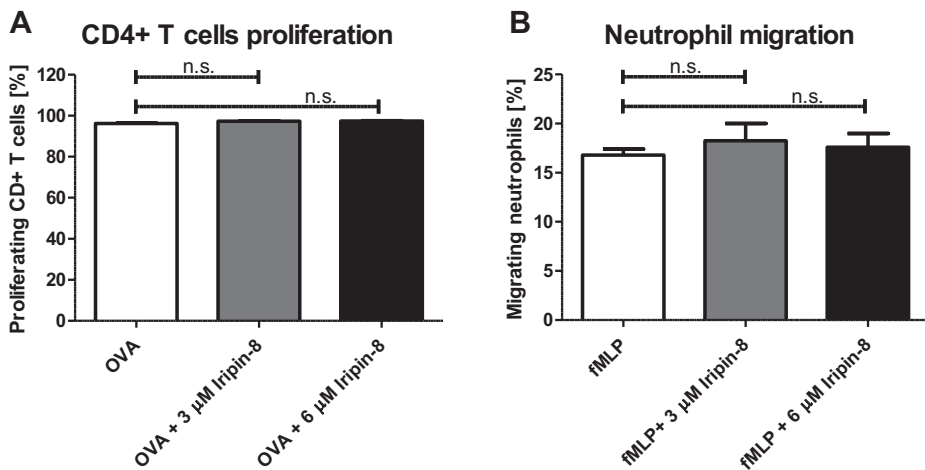 A
CD4+ T cells proliferation
n.s.
n.s.
Proliferating CD+ T cells [%]
120
100
80
60
40
20
0
OVA
OVA + 3 μM Iripin-8
OVA + 6 μM Iripin-8
B
Neutrophil migration
n.s.
n.s.
Migrating neutrophils [%]
25
20
15
10
5
0
fMLP
fMLP+ 3 μM Iripin-8
fMLP + 6 μM Iripin-8